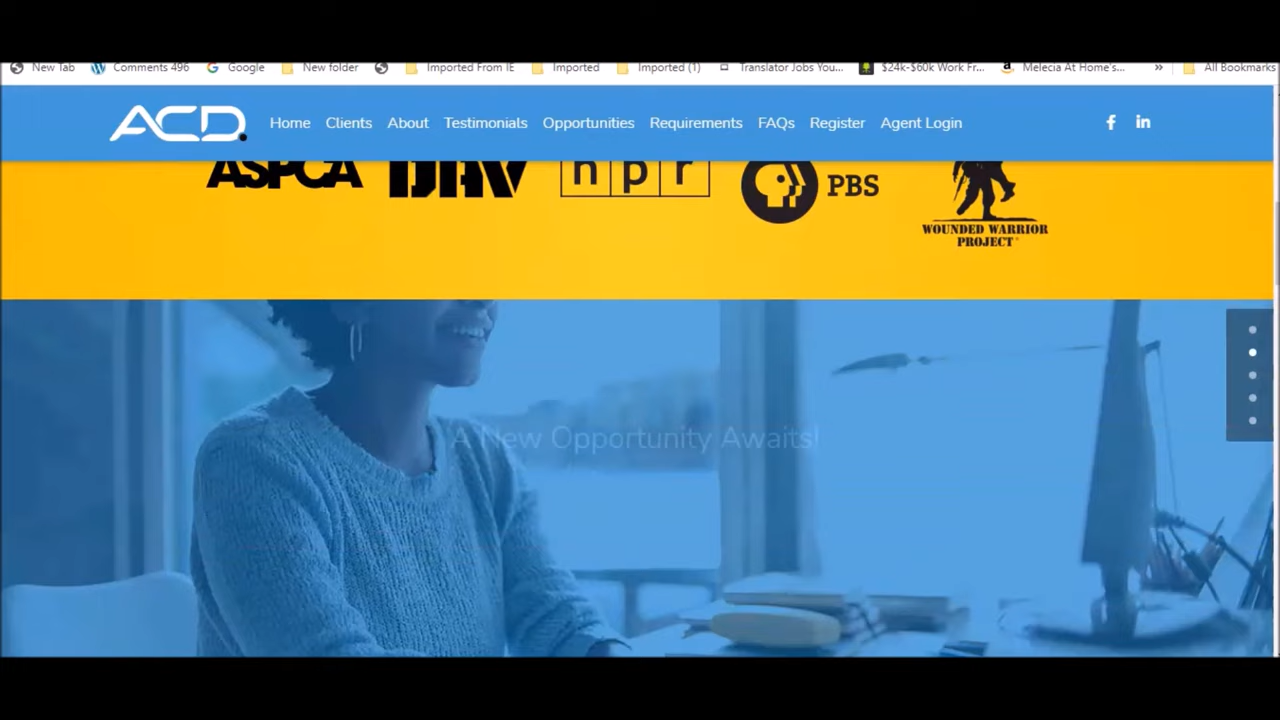 New Tab Comments 496 Google New folder Imported From IE Imported Imported (1) Translator Jobs You... $24k-$60k Work Fr... Melecia At Home's... » All Bookmarks
ACD. Home Clients About Testimonials Opportunities Requirements FAQs Register Agent Login
ASPCA DAV npr PBS
WOUNDED WARRIOR
PROJECT
A New Opportunity Awaits!